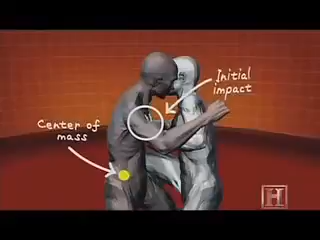 Initial
impact
Center of
mass
H